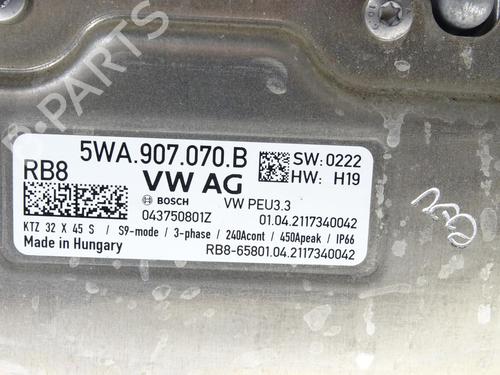 5WA.907.070.B
SW:0222
RB8
VW AG
HW: H19
BOSCH
VW PEU3.3
043750801Z
01.04.2117340042
KTZ 32 X 45 S / S9-mode / 3-phase / 240Acont / 450Apeak / IP66
Made in Hungary
RB8-65801.04.2117340042
B-Parts